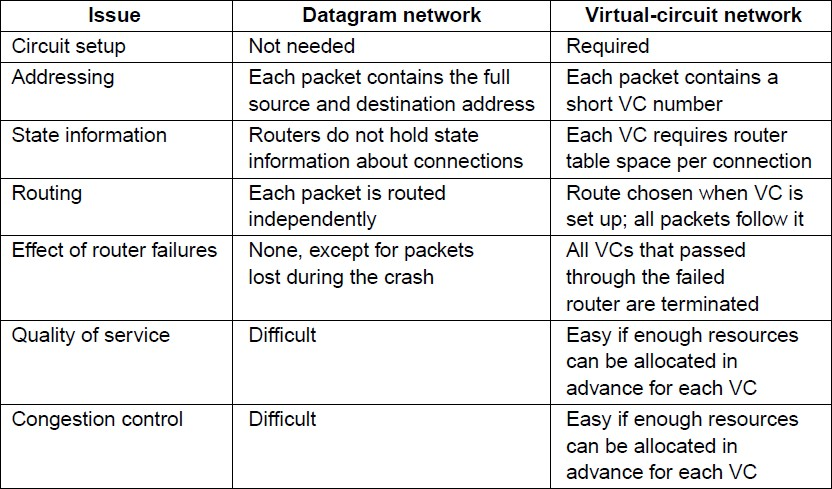 Issue Datagram network Virtual-circuit network
Circuit setup Not needed Required
Addressing Each packet contains the full Each packet contains a
source and destination address short VC number
State information Routers do not hold state Each VC requires router
information about connections table space per connection
Routing Each packet is routed Route chosen when VC is
independently set up; all packets follow it
Effect of router failures None, except for packets All VCs that passed
lost during the crash through the failed
router are terminated
Quality of service Difficult Easy if enough resources
can be allocated in
advance for each VC
Congestion control Difficult Easy if enough resources
can be allocated in
advance for each VC